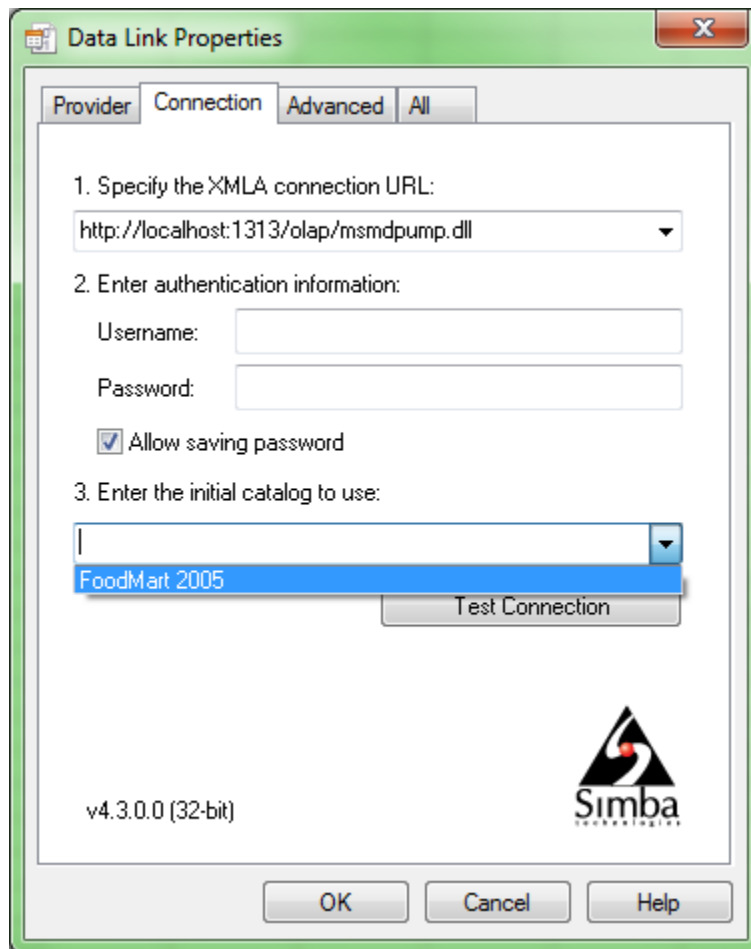 Data Link Properties
Provider Connection Advanced All
1. Specify the XMLA connection URL:
http://localhost:1313/olap/msmdpump.dll
2. Enter authentication information:
Username:
Password:
Allow saving password
3. Enter the initial catalog to use:
FoodMart 2005
Test Connection
Simba
technologies
v4.3.0.0 (32-bit)
OK Cancel Help